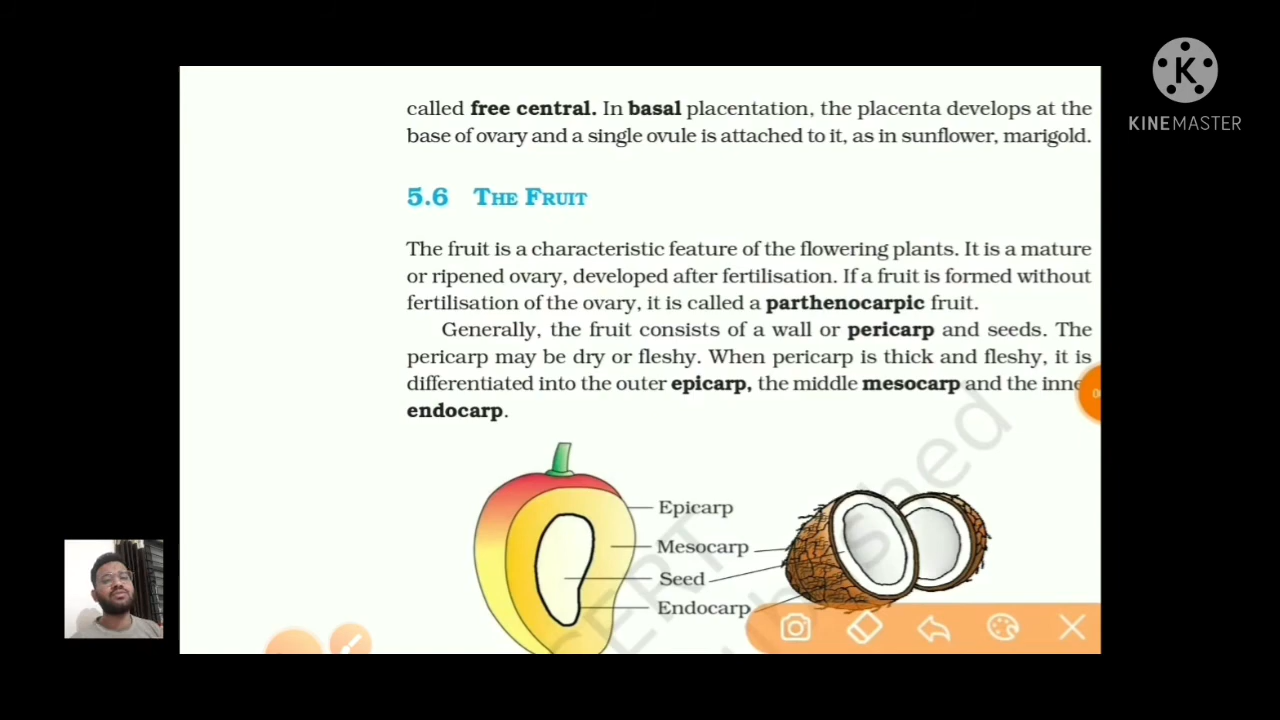 K
KINEMASTER
called free central. In basal placentation, the placenta develops at the
base of ovary and a single ovule is attached to it, as in sunflower, marigold.
5.6 THE FRUIT
The fruit is a characteristic feature of the flowering plants. It is a mature
or ripened ovary, developed after fertilisation. If a fruit is formed without
fertilisation of the ovary, it is called a parthenocarpic fruit.
Generally, the fruit consists of a wall or pericarp and seeds. The
pericarp may be dry or fleshy. When pericarp is thick and fleshy, it is
differentiated into the outer epicarp, the middle mesocarp and the inne
endocarp.
Epicarp
Mesocarp
Seed
Endocarp